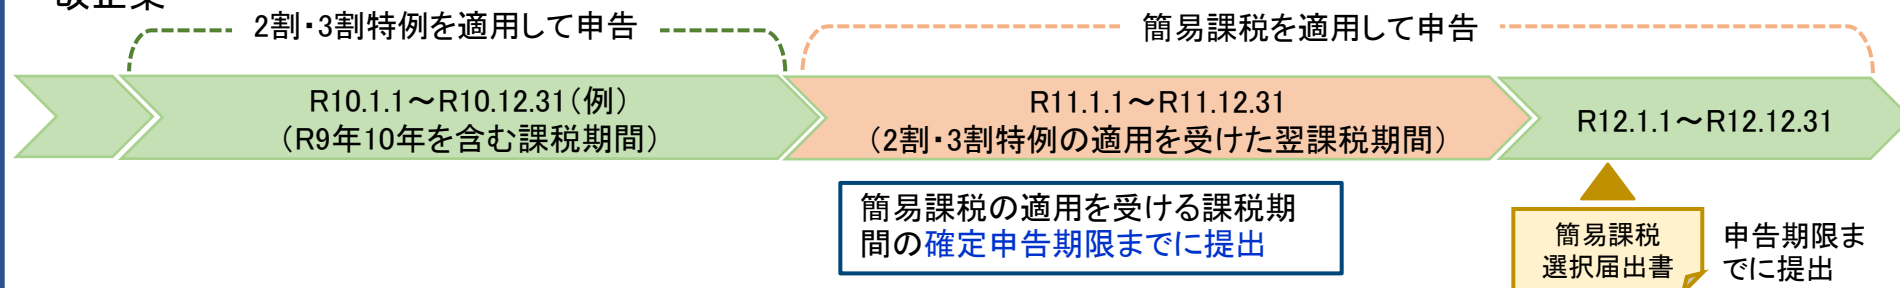 2割・3割特例を適用して申告
簡易課税を適用して申告
R10.1.1～R10.12.31(例)
(R9年10年を含む課税期間)
R11.1.1～R11.12.31
(2割・3割特例の適用を受けた翌課税期間)
R12.1.1～R12.12.31
簡易課税の適用を受ける課税期
間の確定申告期限までに提出
簡易課税
選択届出書
申告期限ま
でに提出